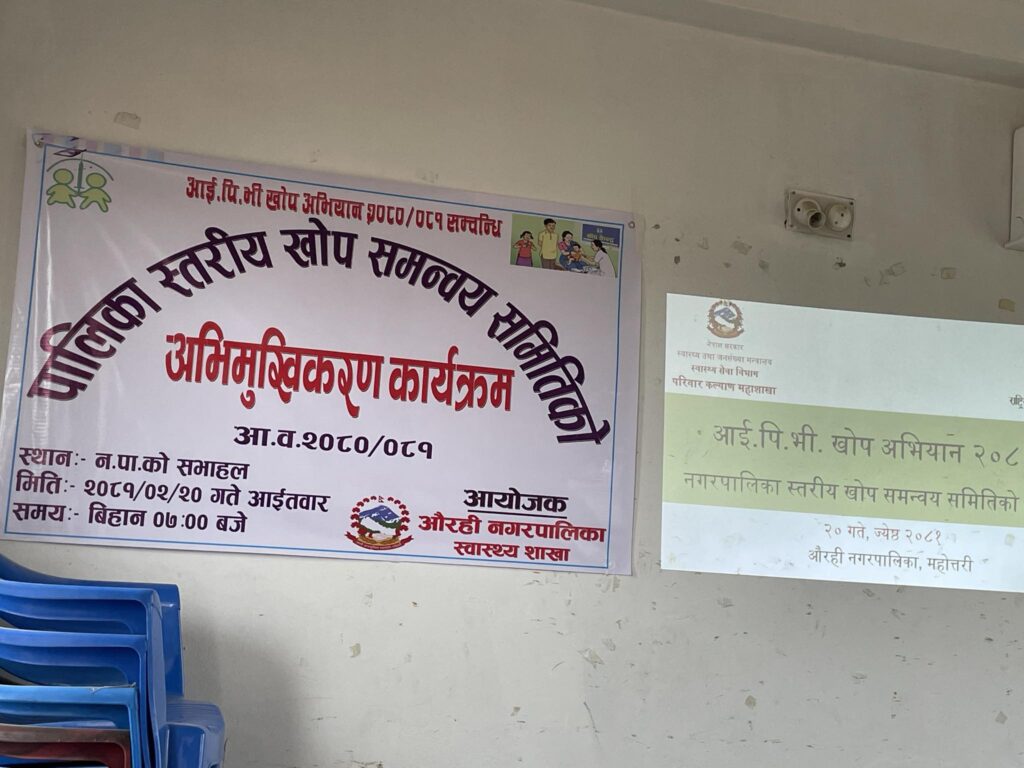 आई.पि.भी खोप अभियान २०८०/०८१ सम्वन्धि
पालिका स्तरीय खोप समन्वय समितिको
अभिमुखिकरण कार्यक्रम
आ.व.२०८०/०८१
स्थानः- न.पा.को सभाहल
मितिः- २०८१/०२/२० गते आईतवार
समयः- बिहान ०७:०० बजे
आयोजक
औरही नगरपालिका
स्वास्थ्य शाखा
नेपाल सरकार
स्वास्थ्य तथा जनसंख्या मन्त्रालय
स्वास्थ्य सेवा विभाग
परिवार कल्याण महाशाखा
आई.पि.भी. खोप अभियान २०८
नगरपालिका स्तरीय खोप समन्वय समितिको
२० गते, ज्येष्ठ २०८१
औरही नगरपालिका, महोत्तरी